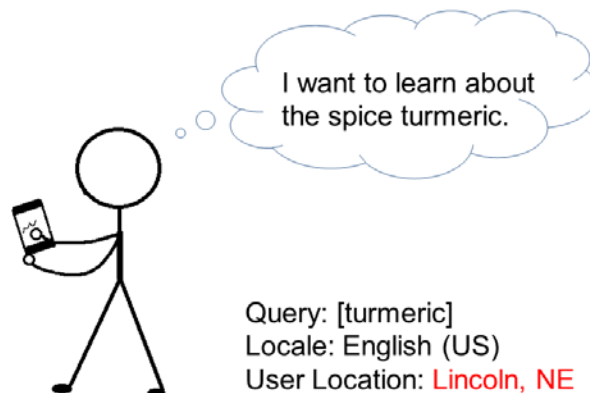 I want to learn about
the spice turmeric.
Query: [turmeric]
Locale: English (US)
User Location: Lincoln, NE